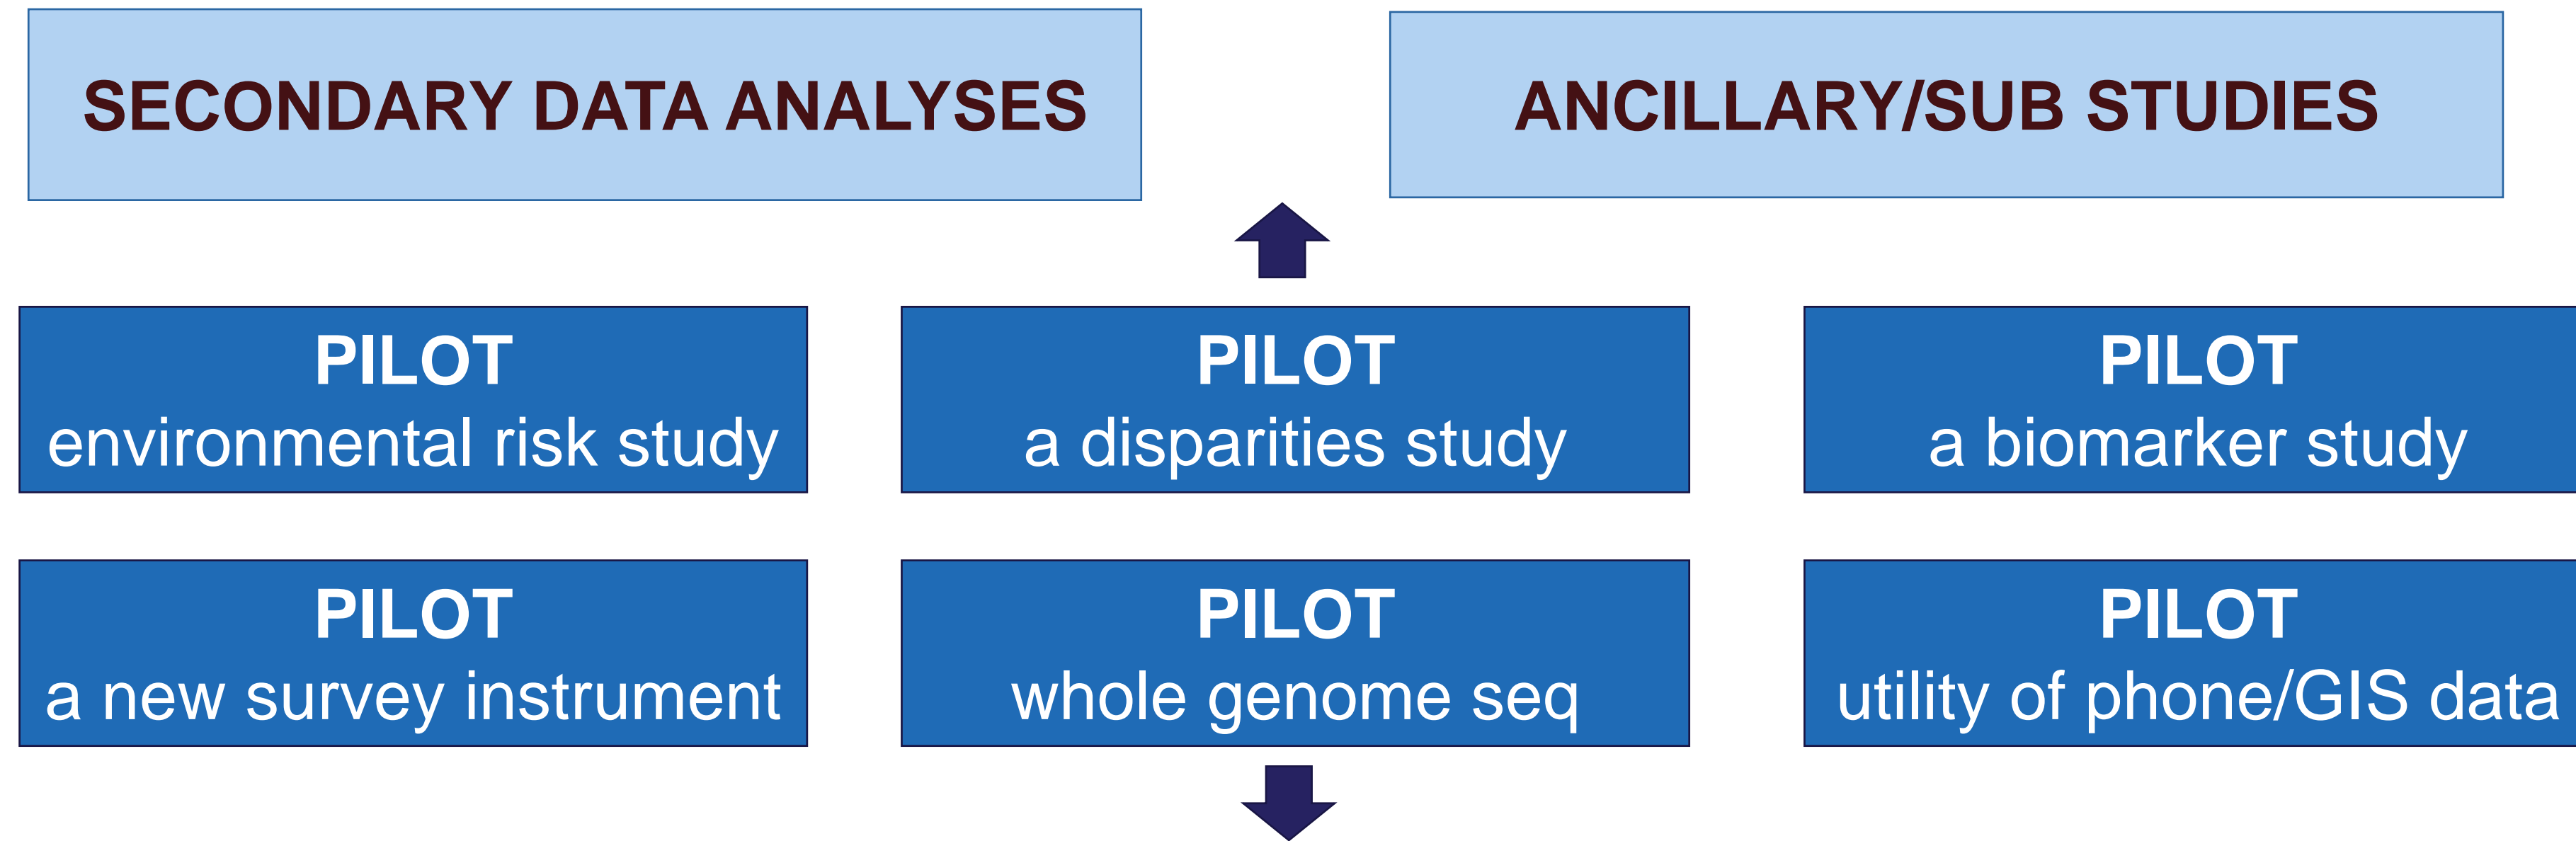 SECONDARY DATA ANALYSES
ANCILLARY/SUB STUDIES
PILOT
environmental risk study
PILOT
a disparities study
PILOT
a biomarker study
PILOT
a new survey instrument
PILOT
whole genome seq
PILOT
utility of phone/GIS data